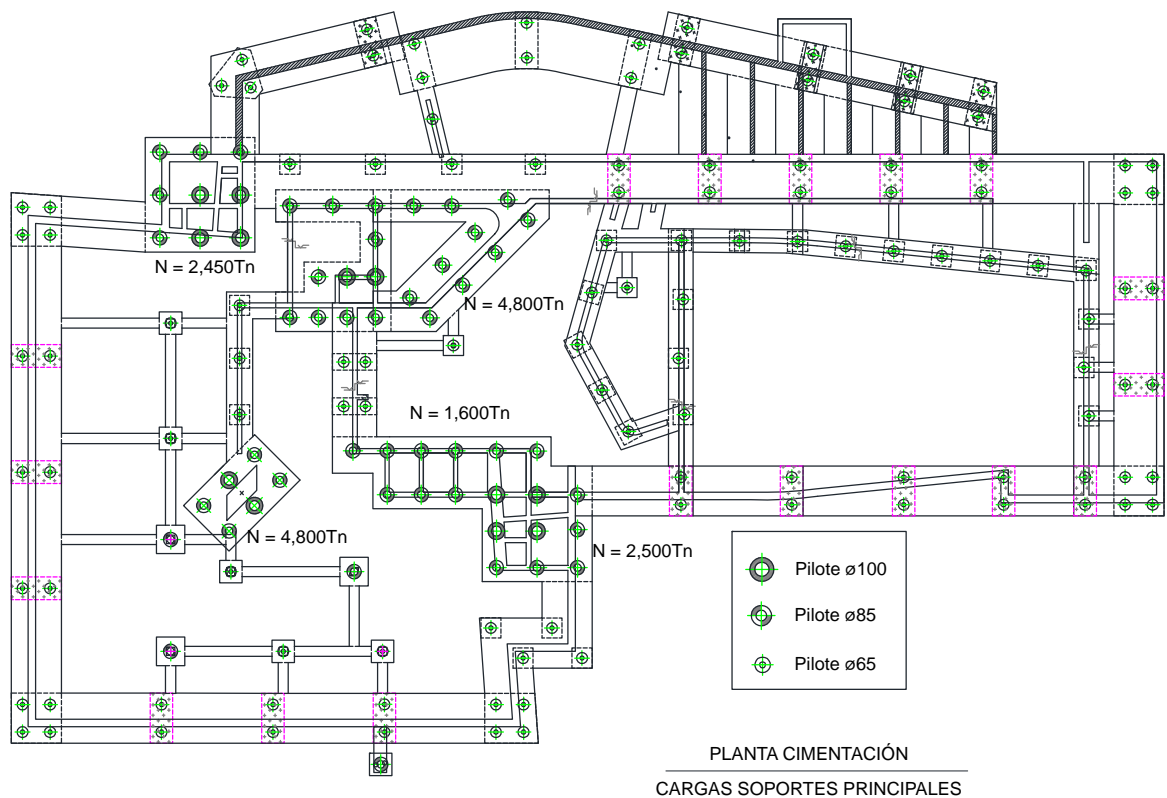 N = 2,450Tn
N = 4,800Tn
N = 1,600Tn
N = 4,800Tn
N = 2,500Tn
Pilote ø100
Pilote ø85
Pilote ø65
PLANTA CIMENTACIÓN
CARGAS SOPORTES PRINCIPALES